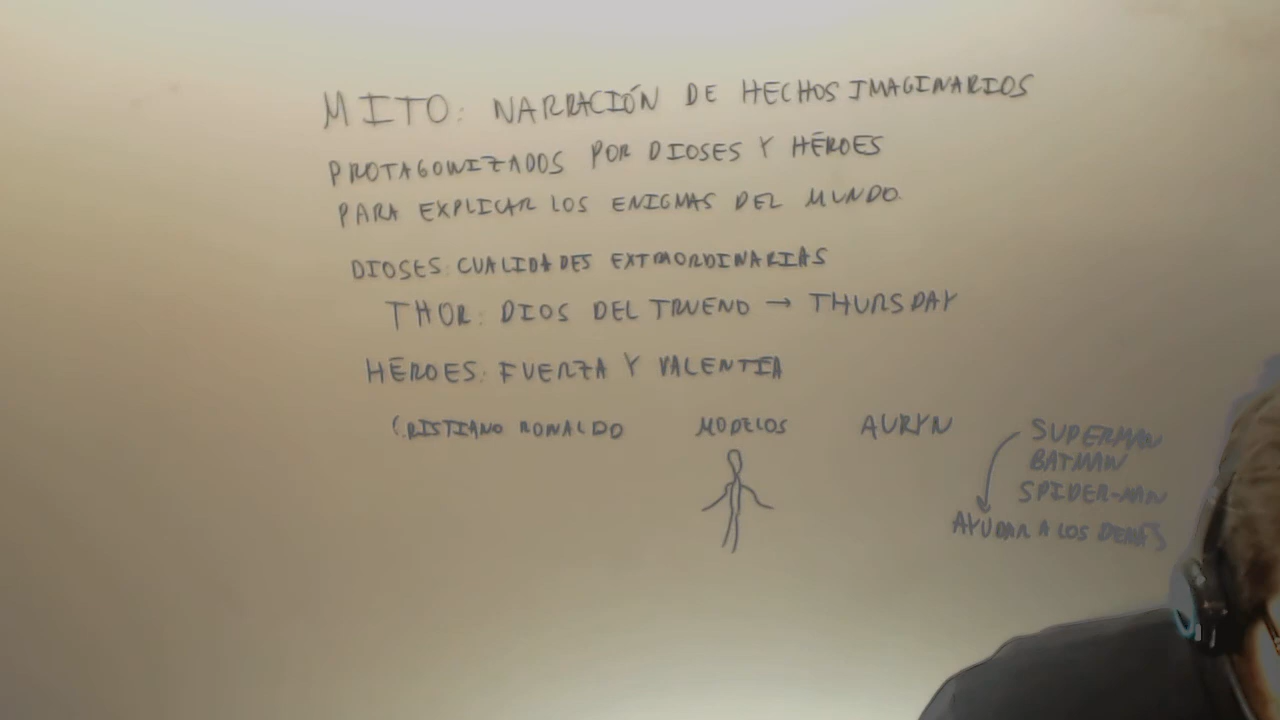 MITO: NARRACIÓN DE HECHOS IMAGINARIOS
PROTAGONIZADOS POR DIOSES Y HÉROES
PARA EXPLICAR LOS ENIGMAS DEL MUNDO.
DIOSES: CUALIDADES EXTRAORDINARIAS
THOR: DIOS DEL TRUENO → THURSDAY
HÉROES: FUERZA Y VALENTÍA
CRISTIANO RONALDO MODELOS AURYN
SUPERMAN
BATMAN
SPIDER-MAN
AYUDAR A LOS DEMÁS